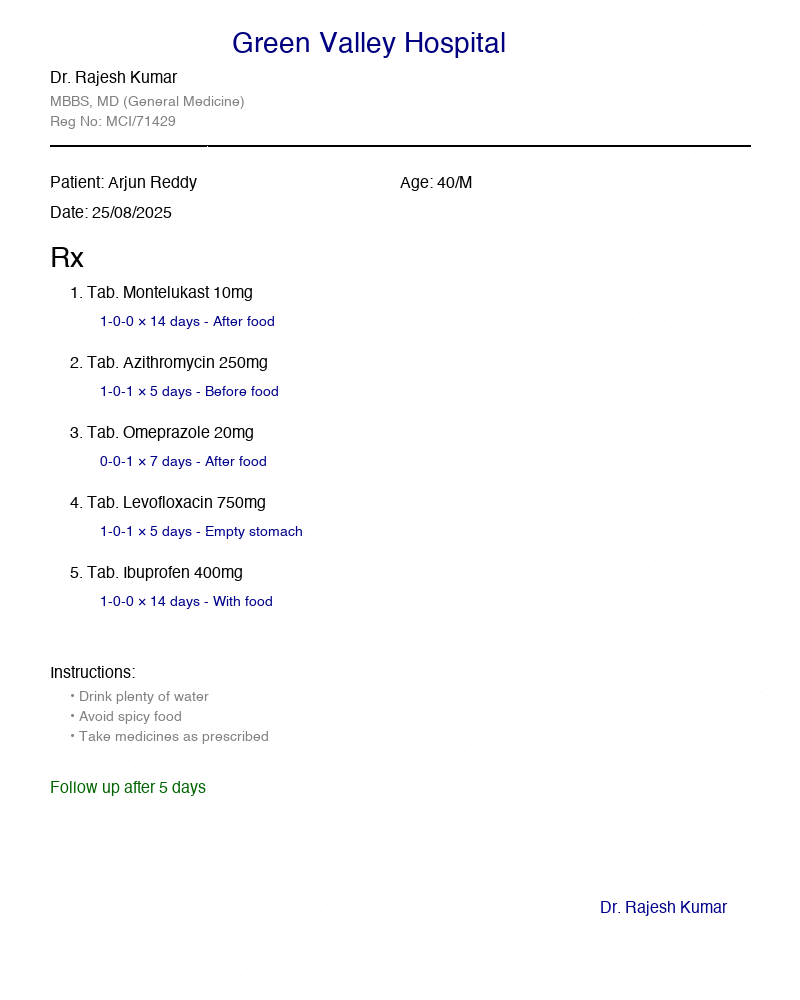 Green Valley Hospital
Dr. Rajesh Kumar
MBBS, MD (General Medicine)
Reg No: MCI/71429
Patient: Arjun Reddy Age: 40/M
Date: 25/08/2025
Rx
1. Tab. Montelukast 10mg
1-0-0 × 14 days - After food
2. Tab. Azithromycin 250mg
1-0-1 × 5 days - Before food
3. Tab. Omeprazole 20mg
0-0-1 × 7 days - After food
4. Tab. Levofloxacin 750mg
1-0-1 × 5 days - Empty stomach
5. Tab. Ibuprofen 400mg
1-0-0 × 14 days - With food
Instructions:
• Drink plenty of water
• Avoid spicy food
• Take medicines as prescribed
Follow up after 5 days
Dr. Rajesh Kumar